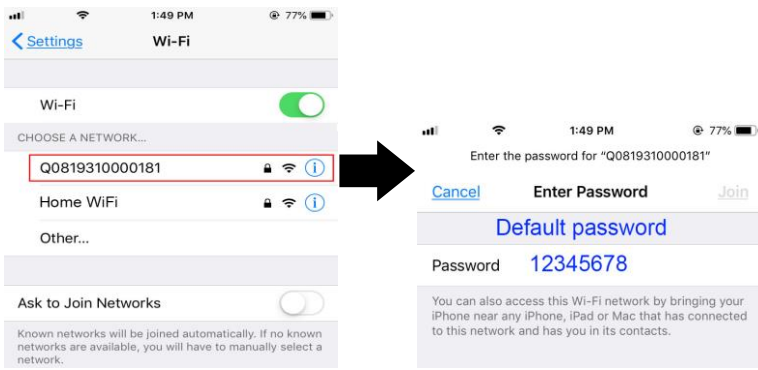 1:49 PM
77%
Settings
Wi-Fi
Wi-Fi
CHOOSE A NETWORK...
Q0819310000181
Home WiFi
Other...
Ask to Join Networks
Known networks will be joined automatically. If no known
networks are available, you will have to manually select a
network.
1:49 PM
77%
Enter the password for “Q0819310000181”
Cancel
Enter Password
Join
Default password
Password
12345678
You can also access this Wi-Fi network by bringing your
iPhone near any iPhone, iPad or Mac that has connected
to this network and has you in its contacts.